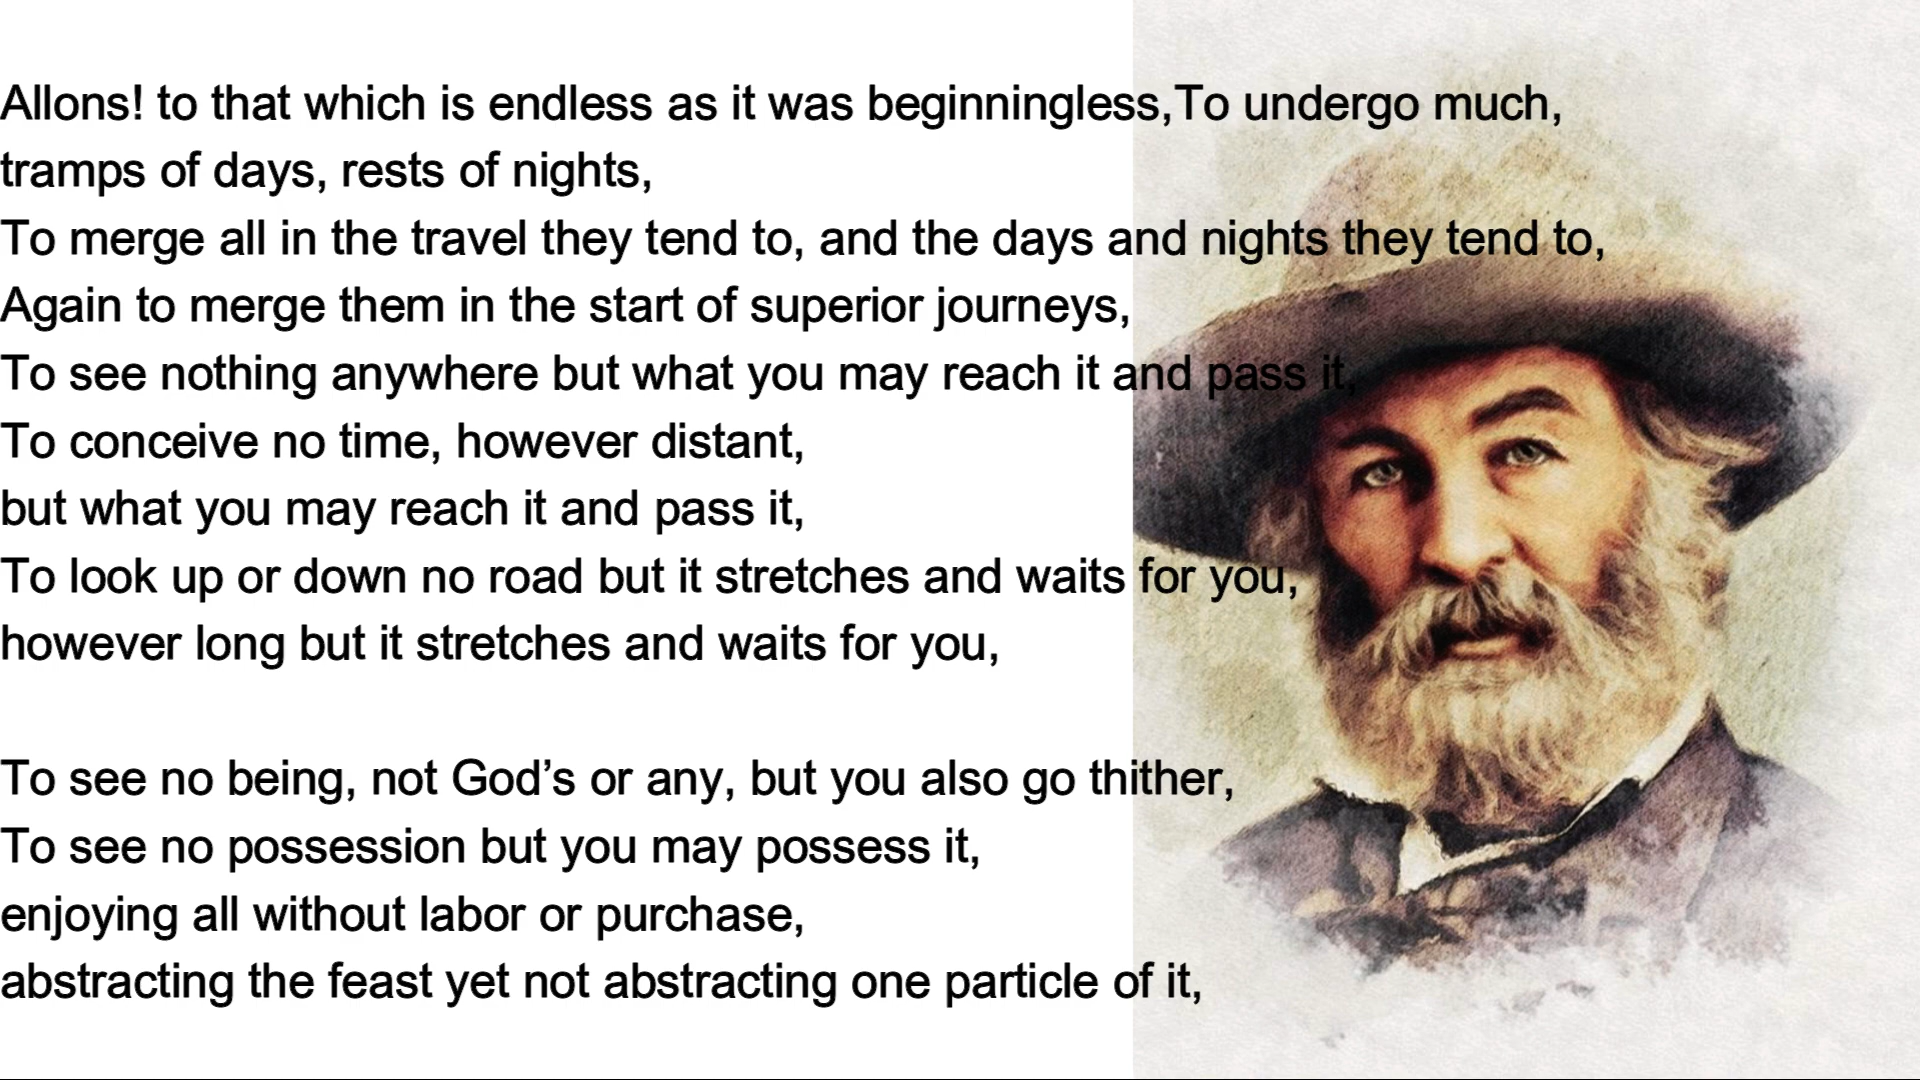 Allons! to that which is endless as it was beginningless,To undergo much,
tramps of days, rests of nights,
To merge all in the travel they tend to, and the days and nights they tend to,
Again to merge them in the start of superior journeys,
To see nothing anywhere but what you may reach it and pass it,
To conceive no time, however distant,
but what you may reach it and pass it,
To look up or down no road but it stretches and waits for you,
however long but it stretches and waits for you,
To see no being, not God’s or any, but you also go thither,
To see no possession but you may possess it,
enjoying all without labor or purchase,
abstracting the feast yet not abstracting one particle of it,